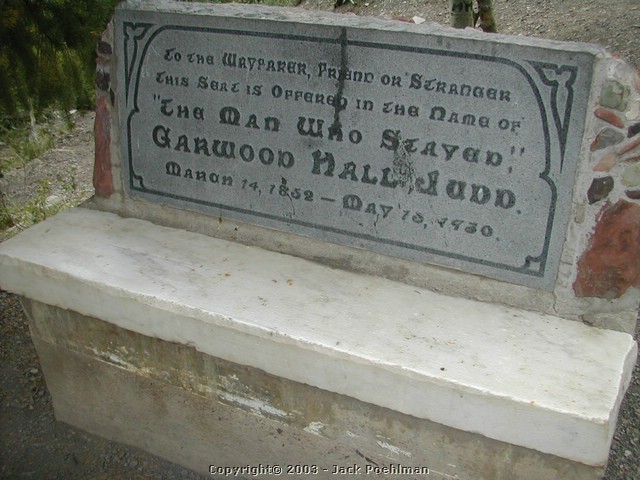 To the Wayfarer, Friend or Stranger
This Seat is Offered in the Name of
"The Man Who Stayed,"
Garwood Hall Judd.
March 14, 1852 – May 15, 1930.
Copyright© 2003 - Jack Poehlman